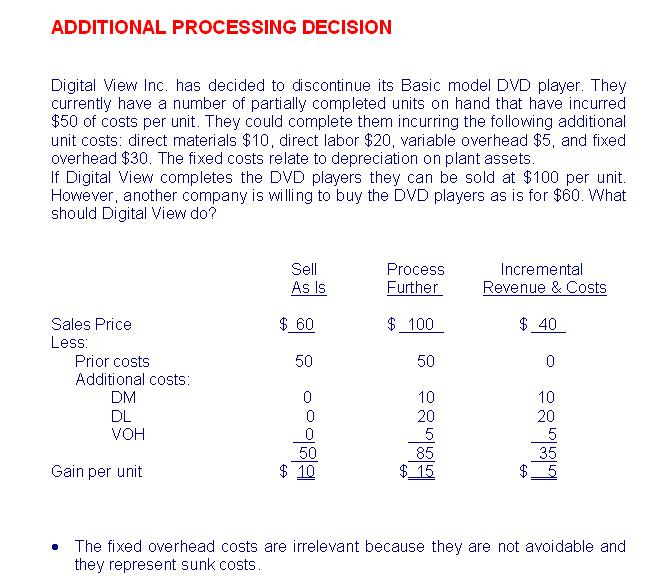 ADDITIONAL PROCESSING DECISION
Digital View Inc. has decided to discontinue its Basic model DVD player. They
currently have a number of partially completed units on hand that have incurred
$50 of costs per unit. They could complete them incurring the following additional
unit costs: direct materials $10, direct labor $20, variable overhead $5, and fixed
overhead $30. The fixed costs relate to depreciation on plant assets.
If Digital View completes the DVD players they can be sold at $100 per unit.
However, another company is willing to buy the DVD players as is for $60. What
should Digital View do?
Sell Process Incremental
As Is Further Revenue & Costs
Sales Price $ 60 $ 100 $ 40
Less:
Prior costs 50 50 0
Additional costs:
DM 0 10 10
DL 0 20 20
VOH 0 5 5
50 85 35
Gain per unit $ 10 $ 15 $ 5
• The fixed overhead costs are irrelevant because they are not avoidable and
they represent sunk costs.